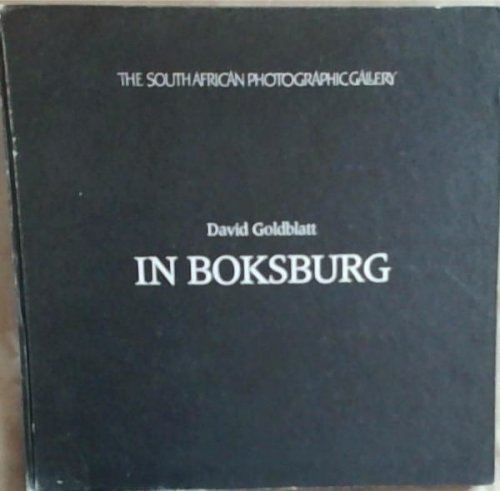 THE SOUTH AFRICAN PHOTOGRAPHIC GALLERY
David Goldblatt
IN BOKSBURG